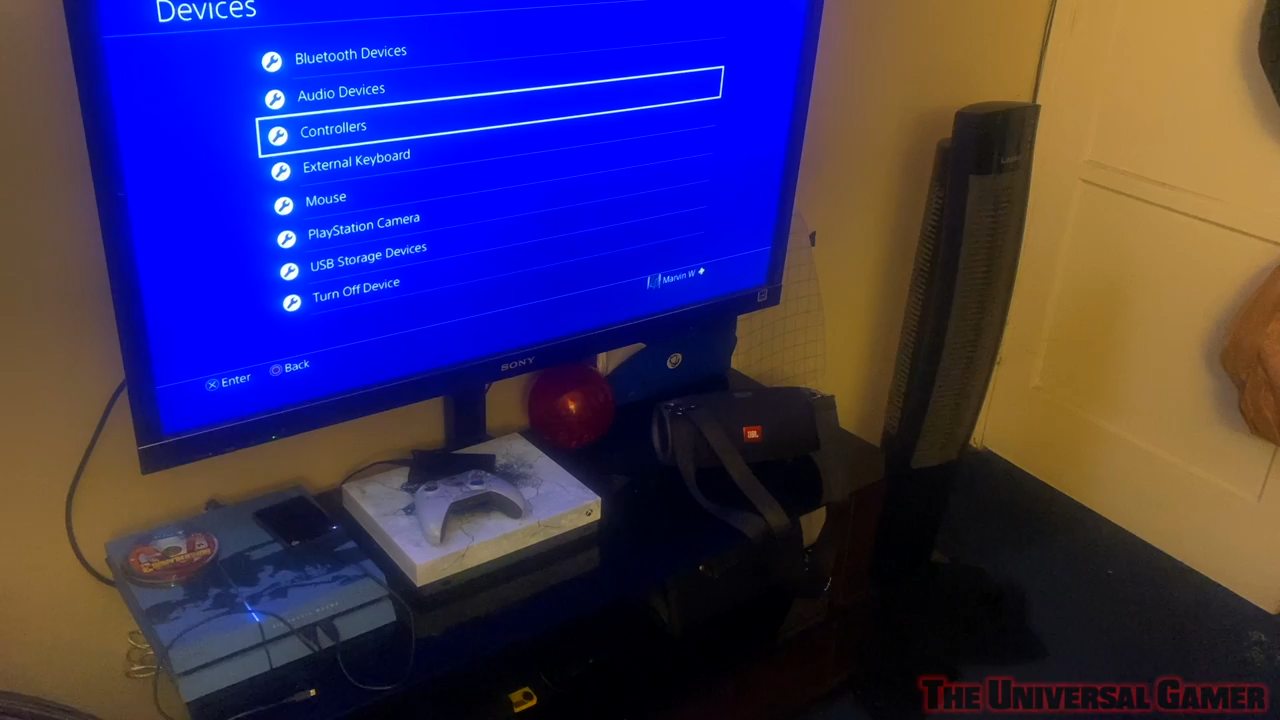 Devices
Bluetooth Devices
Audio Devices
Controllers
External Keyboard
Mouse
PlayStation Camera
USB Storage Devices
Turn Off Device
Marvin W
Enter
Back
SONY
JBL
THE UNIVERSAL GAMER